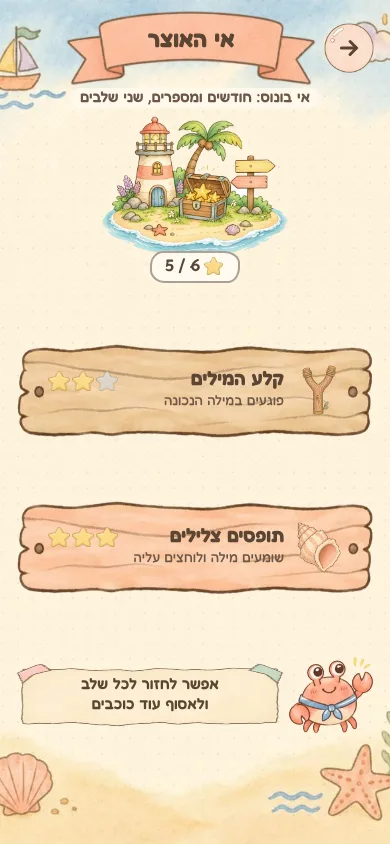 אי האוצר
אי בונוס: חודשים ומספרים, שני שלבים
5 / 6
קלע המילים
פוגעים במילה הנכונה
תופסים צלילים
שומעים מילה ולוחצים עליה
אפשר לחזור לכל שלב
ולאסוף עוד כוכבים